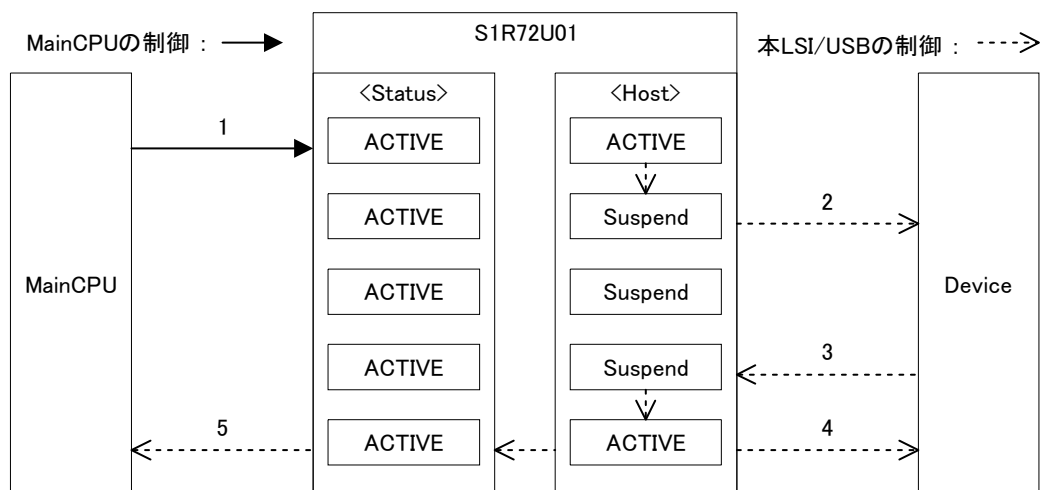 S1R72U01
MainCPUの制御 :
本LSI/USBの制御 :
<Status>
<Host>
1
ACTIVE
ACTIVE
ACTIVE
Suspend
2
MainCPU
ACTIVE
Suspend
Device
ACTIVE
Suspend
3
5
ACTIVE
ACTIVE
4